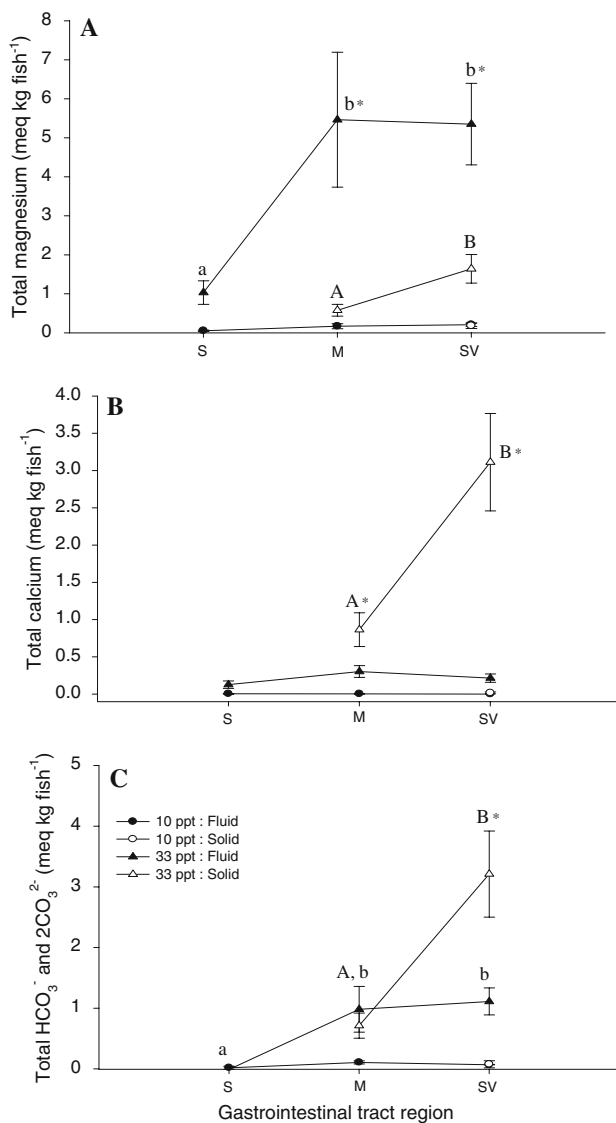 A
Total magnesium (meq kg fish⁻¹)
8
7
6
5
4
3
2
1
0
a
b*
b*
A
B
S
M
SV
B
Total calcium (meq kg fish⁻¹)
4.0
3.5
3.0
2.5
2.0
1.5
1.0
0.5
0.0
A*
B*
S
M
SV
C
Total HCO₃⁻ and 2CO₃²⁻ (meq kg fish⁻¹)
5
4
3
2
1
0
10 ppt : Fluid
10 ppt : Solid
33 ppt : Fluid
33 ppt : Solid
a
A, b
B*
b
S
M
SV
Gastrointestinal tract region